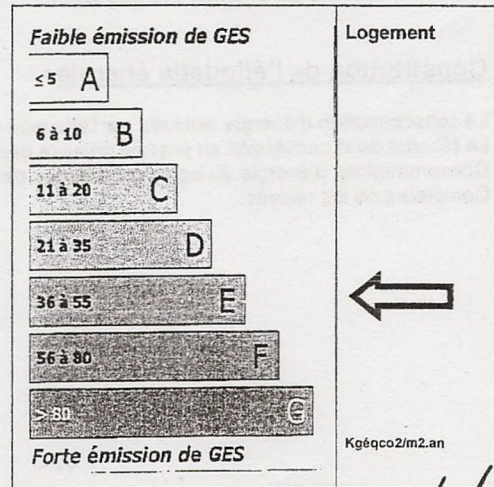 Faible émission de GES
Logement
≤5 A
6 à 10 B
11 à 20 C
21 à 35 D
36 à 55 E
56 à 80 F
> 80 G
Kgéqco2/m2.an
Forte émission de GES